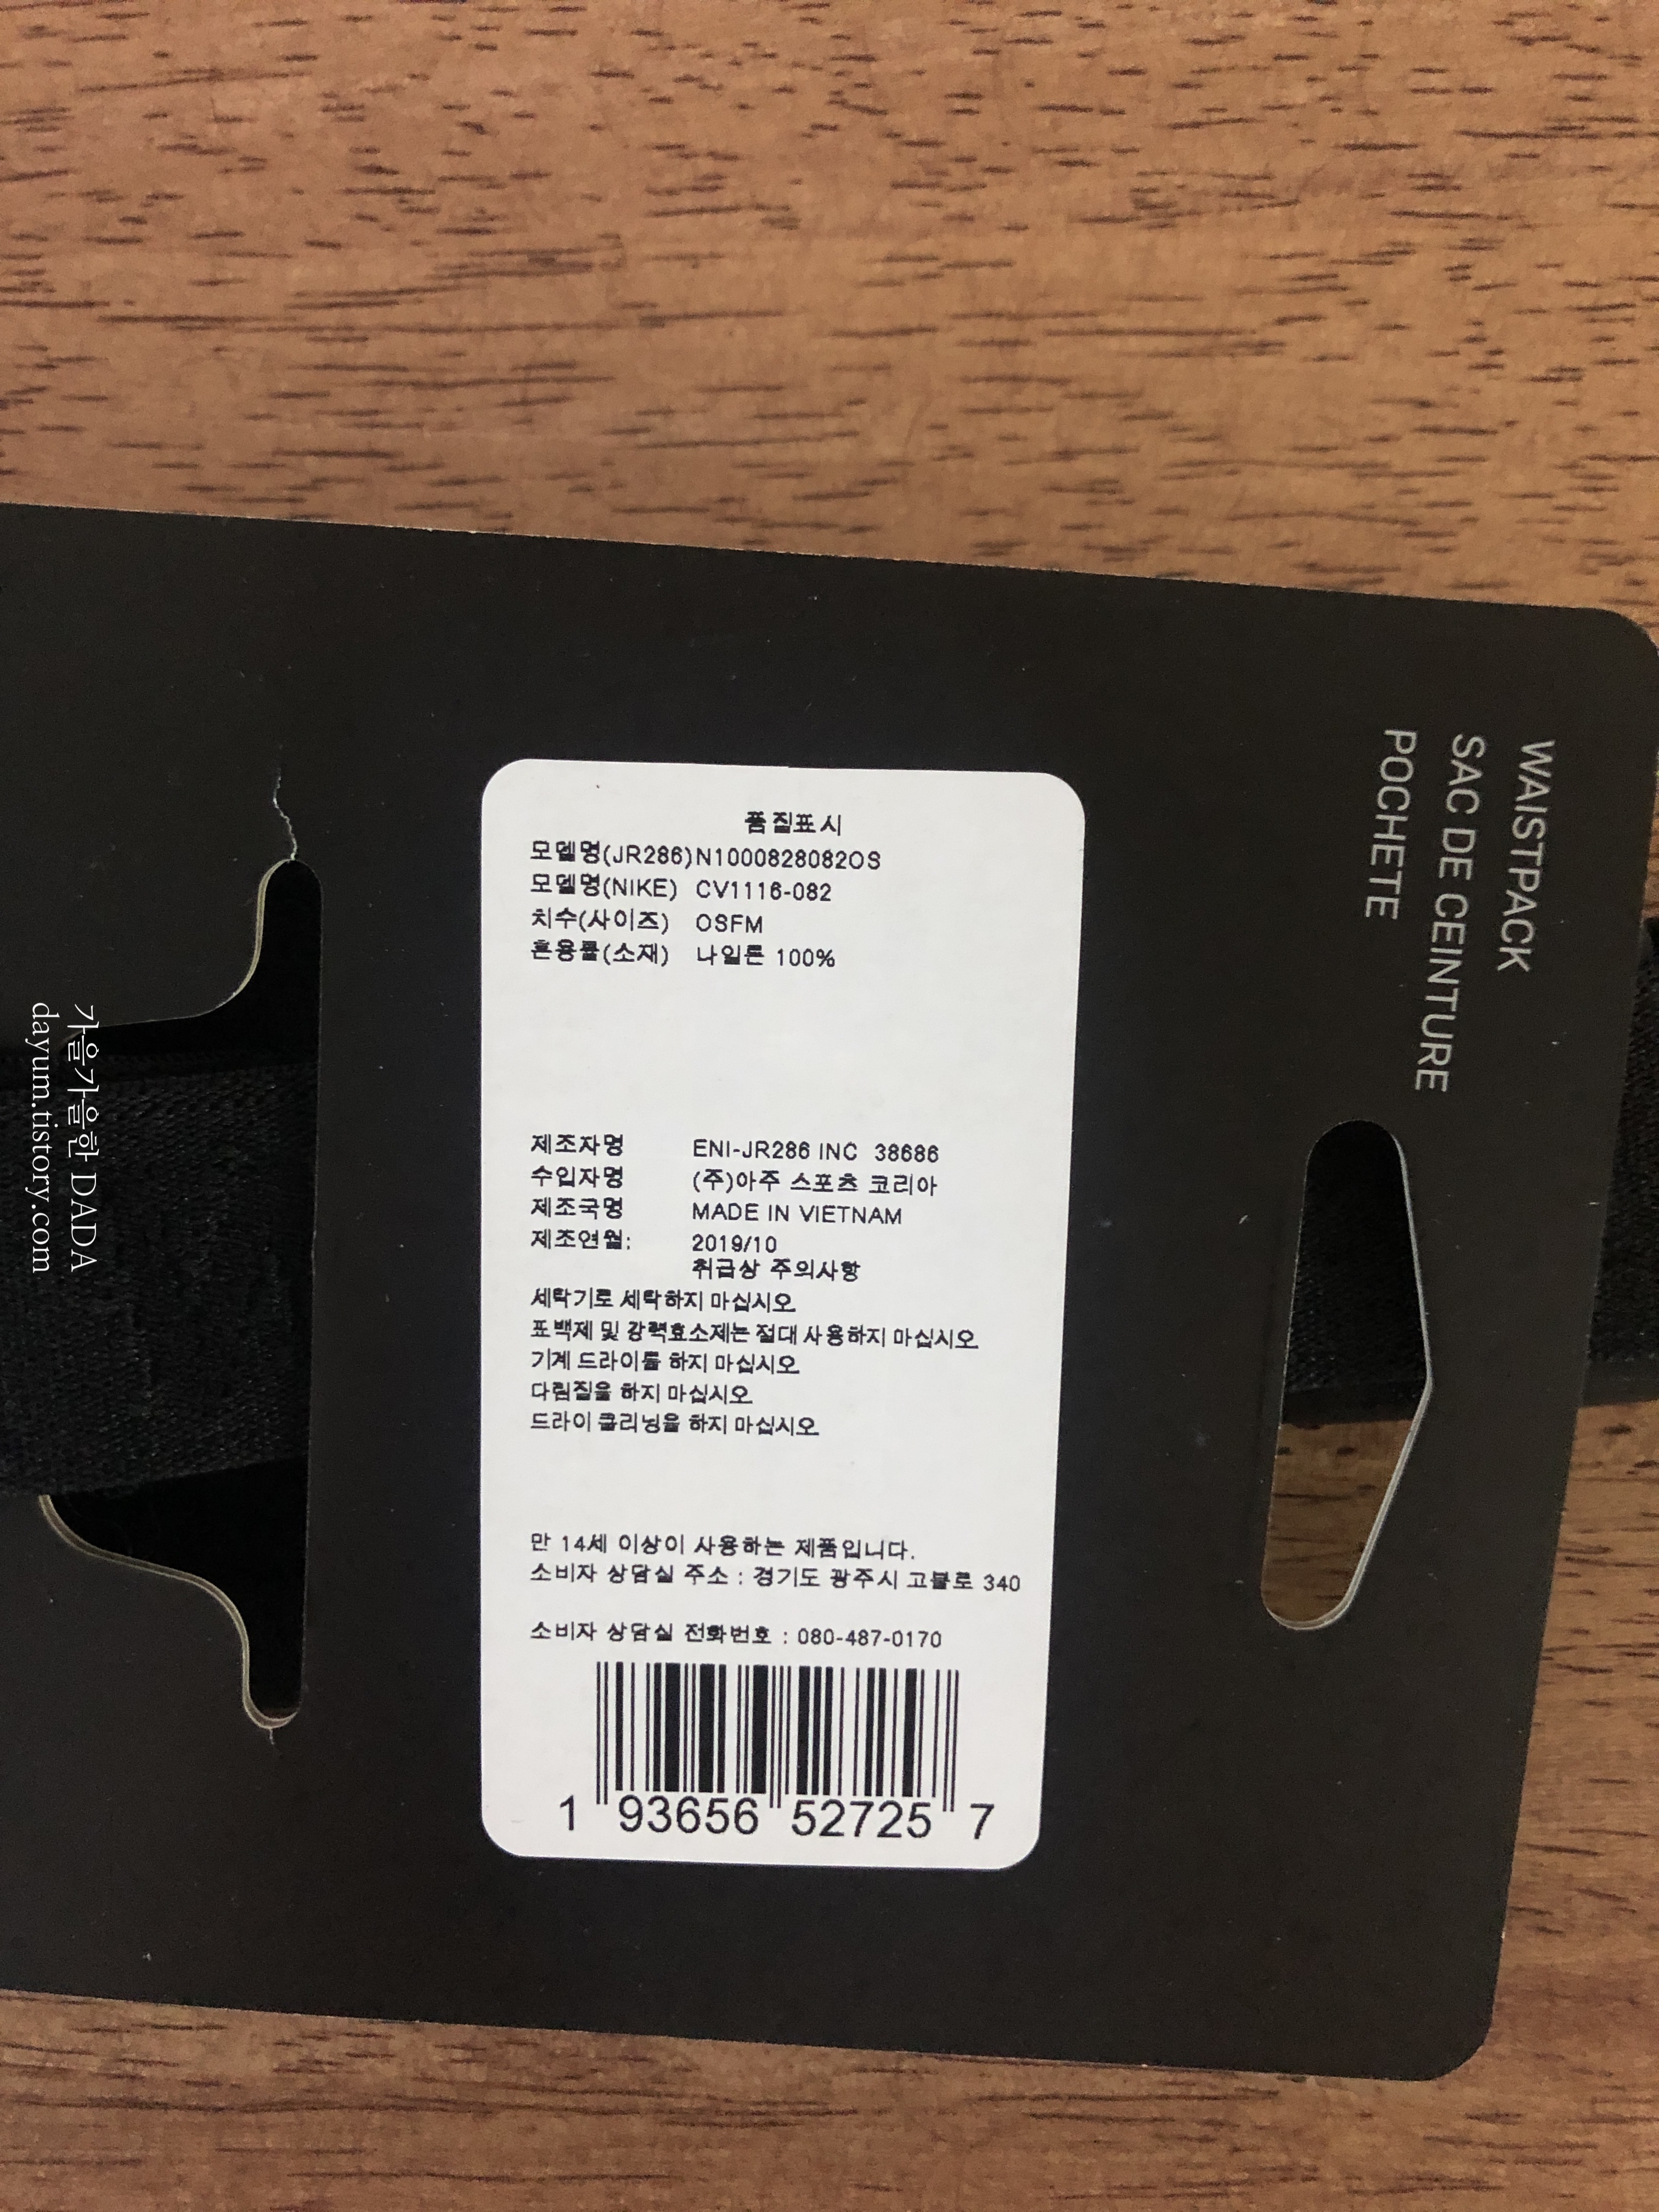 WAISTPACK
SAC DE CEINTURE
POCHETE
품질표시
모델명(JR286)N1000828082OS
모델명(NIKE) CV1116-082
치수(사이즈) OSFM
혼용률(소재) 나일론 100%
제조자명 ENI-JR286 INC 38686
수입자명 (주)아주 스포츠 코리아
제조국명 MADE IN VIETNAM
제조연월: 2019/10
취급상 주의사항
세탁기로 세탁하지 마십시오
표백제 및 강력효소제는 절대 사용하지 마십시오
기계 드라이를 하지 마십시오
다림질을 하지 마십시오
드라이 클리닝을 하지 마십시오
만 14세 이상이 사용하는 제품입니다.
소비자 상담실 주소 : 경기도 광주시 고불로 340
소비자 상담실 전화번호 : 080-487-0170
1 93656 52725 7
가을가을한 DADA
dayum.tistory.com